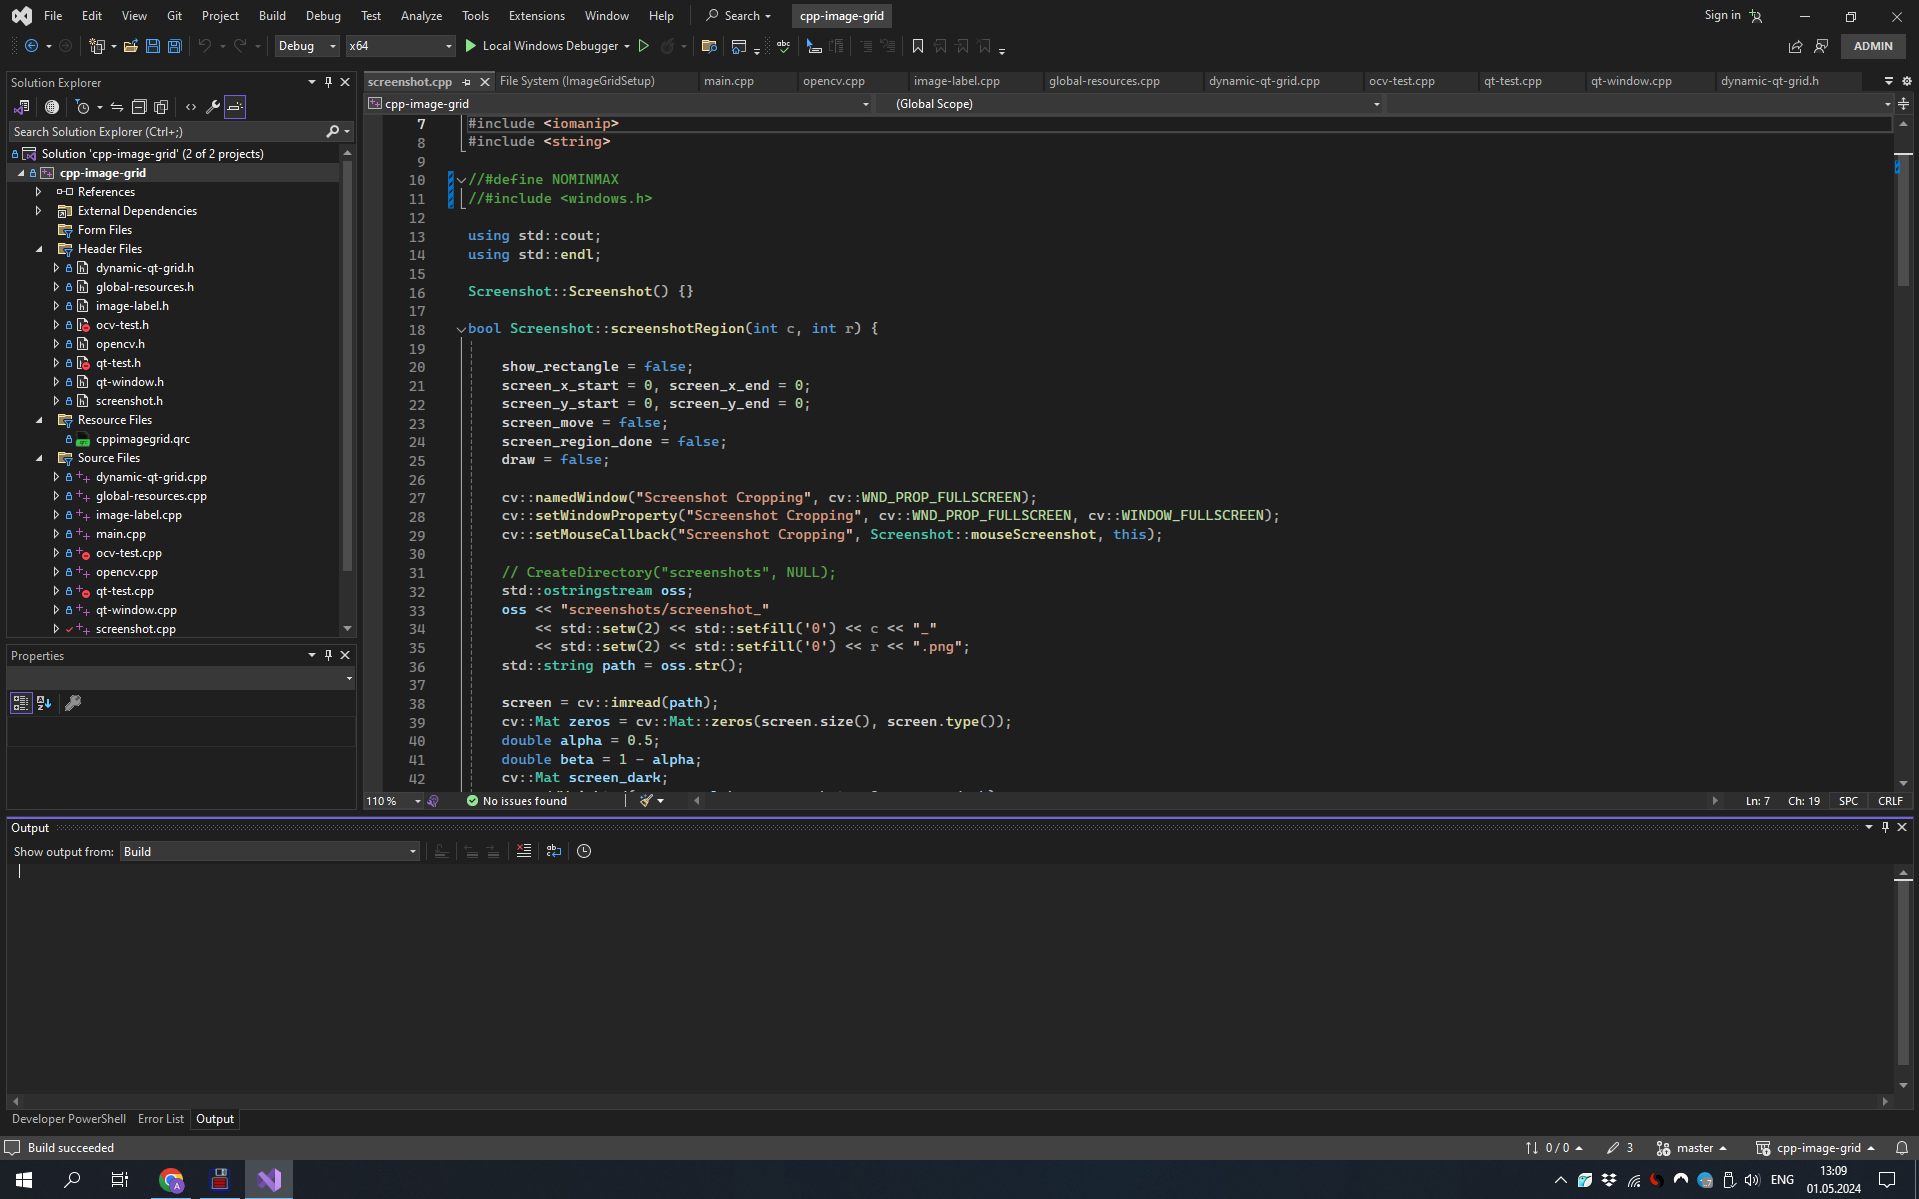 File Edit View Git Project Build Debug Test Analyze Tools Extensions Window Help Search cpp-image-grid Sign in
Debug x64 Local Windows Debugger ADMIN
Solution Explorer
Search Solution Explorer (Ctrl+;)
Solution 'cpp-image-grid' (2 of 2 projects)
cpp-image-grid
References
External Dependencies
Form Files
Header Files
dynamic-qt-grid.h
global-resources.h
image-label.h
ocv-test.h
opencv.h
qt-test.h
qt-window.h
screenshot.h
Resource Files
cppimagegrid.qrc
Source Files
dynamic-qt-grid.cpp
global-resources.cpp
image-label.cpp
main.cpp
ocv-test.cpp
opencv.cpp
qt-test.cpp
qt-window.cpp
screenshot.cpp
Properties
screenshot.cpp File System (ImageGridSetup) main.cpp opencv.cpp image-label.cpp global-resources.cpp dynamic-qt-grid.cpp ocv-test.cpp qt-test.cpp qt-window.cpp dynamic-qt-grid.h
cpp-image-grid (Global Scope)
7 #include <iomanip>
8 #include <string>
9
10 //#define NOMINMAX
11 //#include <windows.h>
12
13 using std::cout;
14 using std::endl;
15
16 Screenshot::Screenshot() {}
17
18 bool Screenshot::screenshotRegion(int c, int r) {
19
20 show_rectangle = false;
21 screen_x_start = 0, screen_x_end = 0;
22 screen_y_start = 0, screen_y_end = 0;
23 screen_move = false;
24 screen_region_done = false;
25 draw = false;
26
27 cv::namedWindow("Screenshot Cropping", cv::WND_PROP_FULLSCREEN);
28 cv::setWindowProperty("Screenshot Cropping", cv::WND_PROP_FULLSCREEN, cv::WINDOW_FULLSCREEN);
29 cv::setMouseCallback("Screenshot Cropping", Screenshot::mouseScreenshot, this);
30
31 // CreateDirectory("screenshots", NULL);
32 std::ostringstream oss;
33 oss << "screenshots/screenshot_"
34 << std::setw(2) << std::setfill('0') << c << "_"
35 << std::setw(2) << std::setfill('0') << r << ".png";
36 std::string path = oss.str();
37
38 screen = cv::imread(path);
39 cv::Mat zeros = cv::Mat::zeros(screen.size(), screen.type());
40 double alpha = 0.5;
41 double beta = 1 - alpha;
42 cv::Mat screen_dark;
110 % No issues found Ln: 7 Ch: 19 SPC CRLF
Output
Show output from: Build
Developer PowerShell Error List Output
Build succeeded 0 / 0 3 master cpp-image-grid
ENG 13:09
01.05.2024